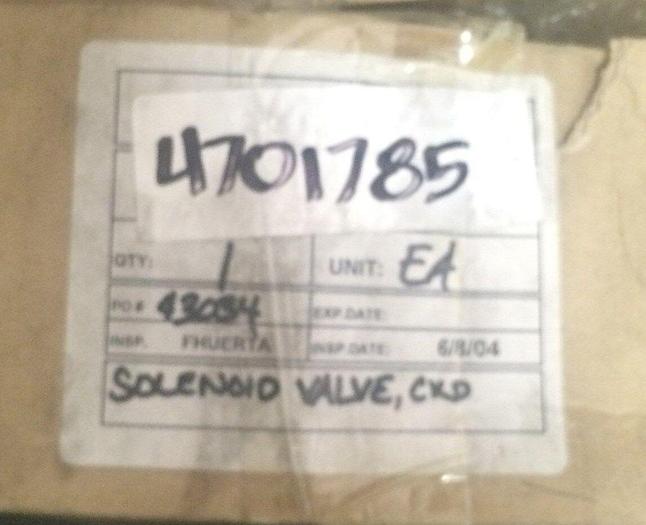 4701785
QTY: 1 UNIT: EA
PO # 43034 EXP.DATE:
INSP. FHUERTA INSP.DATE: 6/8/04
SOLENOID VALVE, CKD